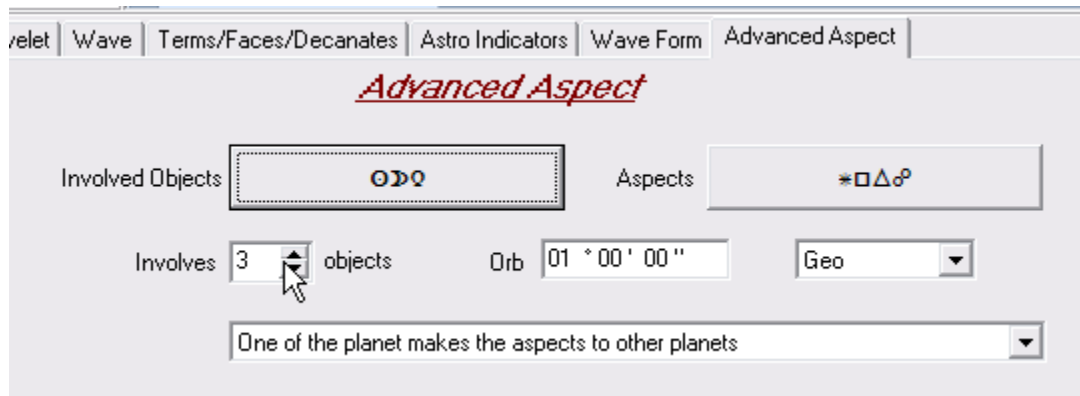 velet Wave Terms/Faces/Decanates Astro Indicators Wave Form Advanced Aspect
Advanced Aspect
Involved Objects ☉☽♀ Aspects ⚹□△☍
Involves 3 objects Orb 01 ° 00 ' 00 " Geo
One of the planet makes the aspects to other planets